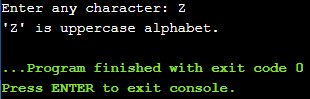 Enter any character: Z
'Z' is uppercase alphabet.
...Program finished with exit code 0
Press ENTER to exit console.